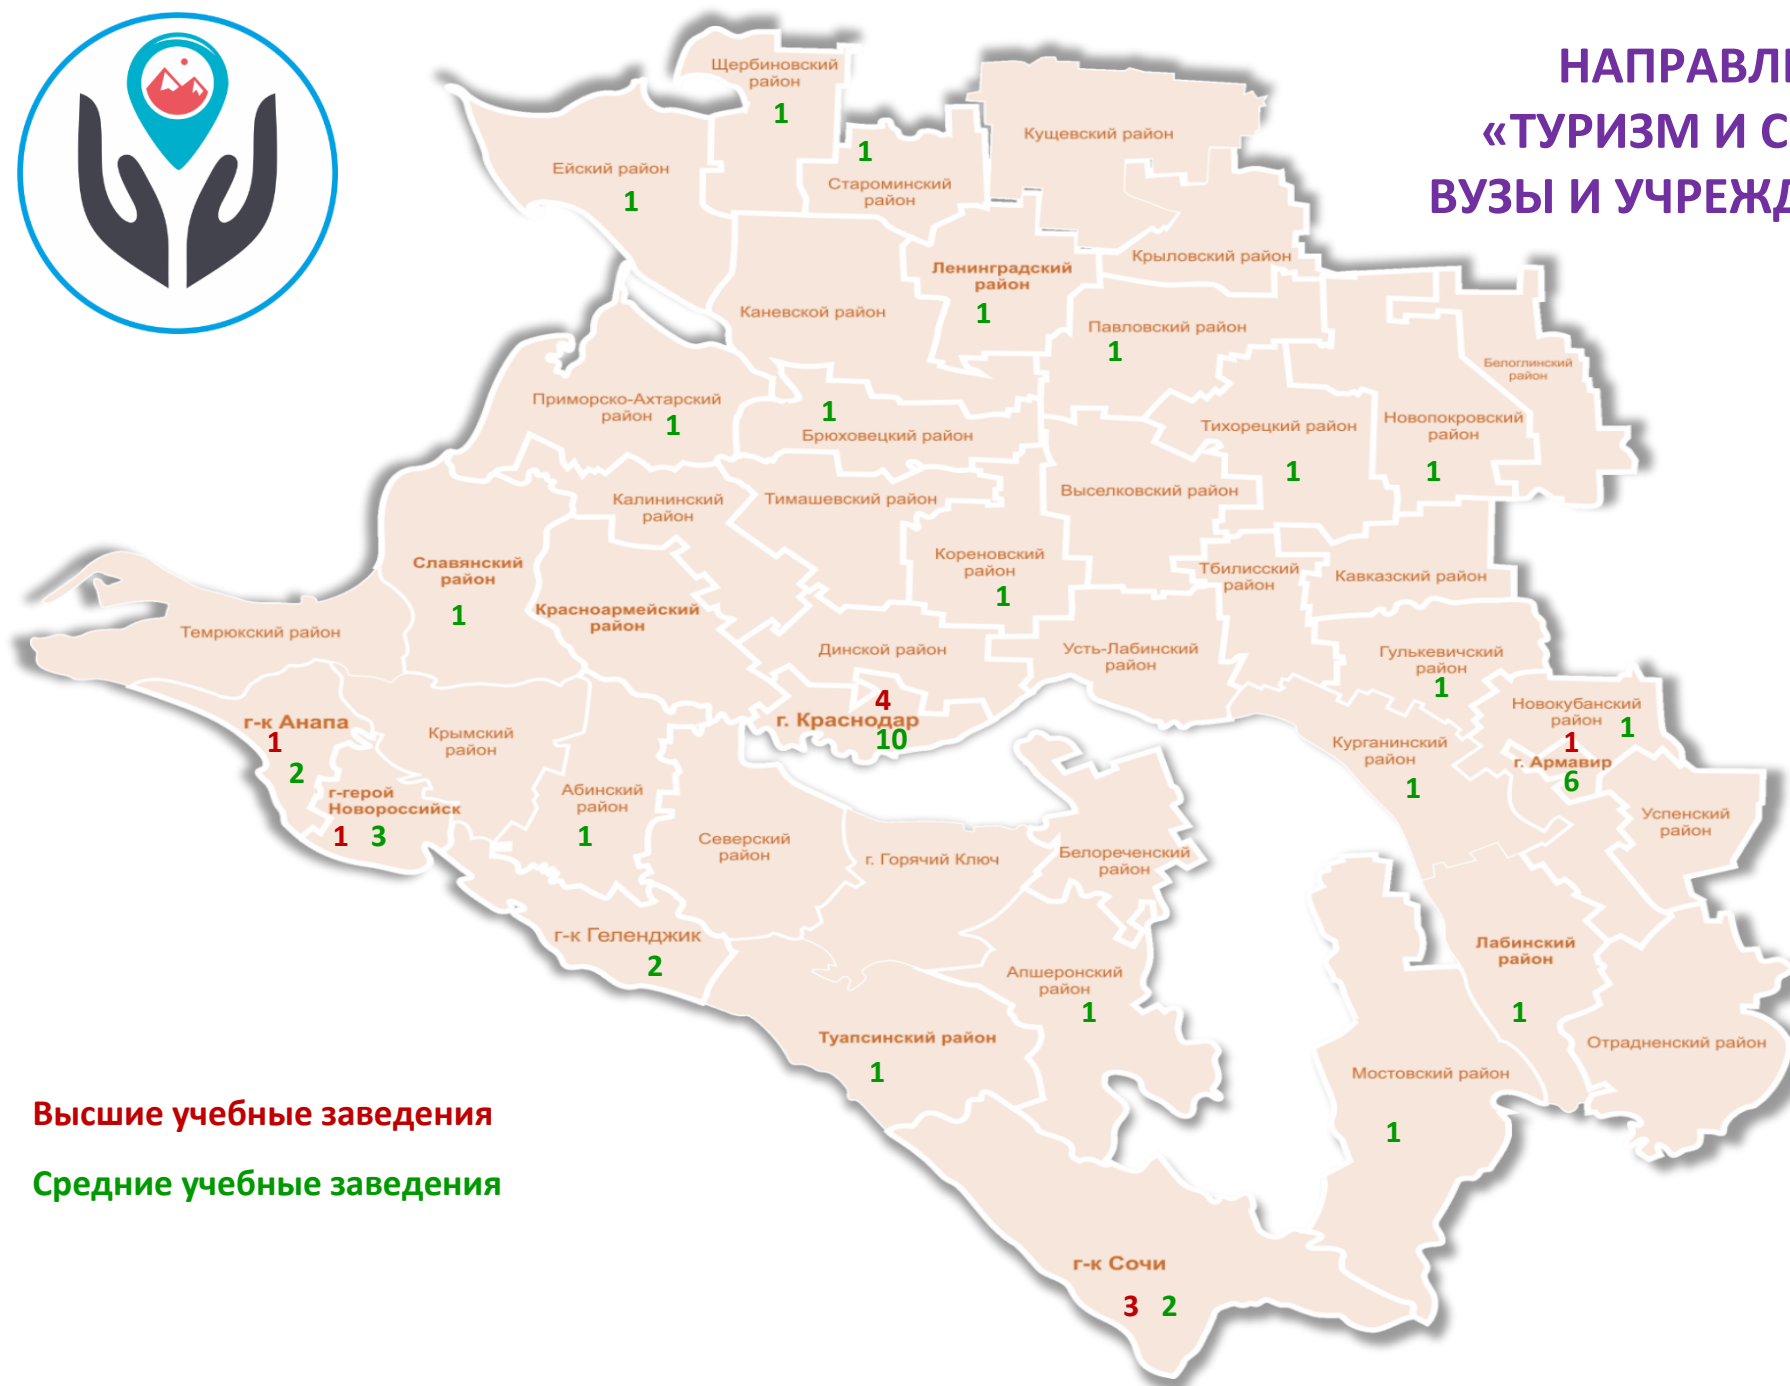 НАПРАВЛ
«ТУРИЗМ И С
ВУЗЫ И УЧРЕЖД
Щербиновский
район
1
Кущевский район
1
Староминский
район
Ейский район
1
Крыловский район
Ленинградский
район
1
Каневской район
Павловский район
1
Белоглинский
район
Приморско-Ахтарский
район
1
1
Брюховецкий район
Тихорецкий район
1
Новопокровский
район
1
Калининский
район
Тимашевский район
Выселковский район
Славянский
район
1
Кореновский
район
1
Тбилисский
район
Кавказский район
Красноармейский
район
Темрюкский район
Динской район
Усть-Лабинский
район
Гулькевичский
район
1
4
г. Краснодар
10
Новокубанский
район
1
1
г. Армавир
6
г-к Анапа
1
2
Крымский
район
Курганинский
район
1
г-герой
Новороссийск
1 3
Абинский
район
1
Успенский
район
Северский
район
г. Горячий Ключ
Белореченский
район
г-к Геленджик
2
Лабинский
район
1
Апшеронский
район
1
Туапсинский район
1
Отрадненский район
Мостовский район
1
Высшие учебные заведения
Средние учебные заведения
г-к Сочи
3 2